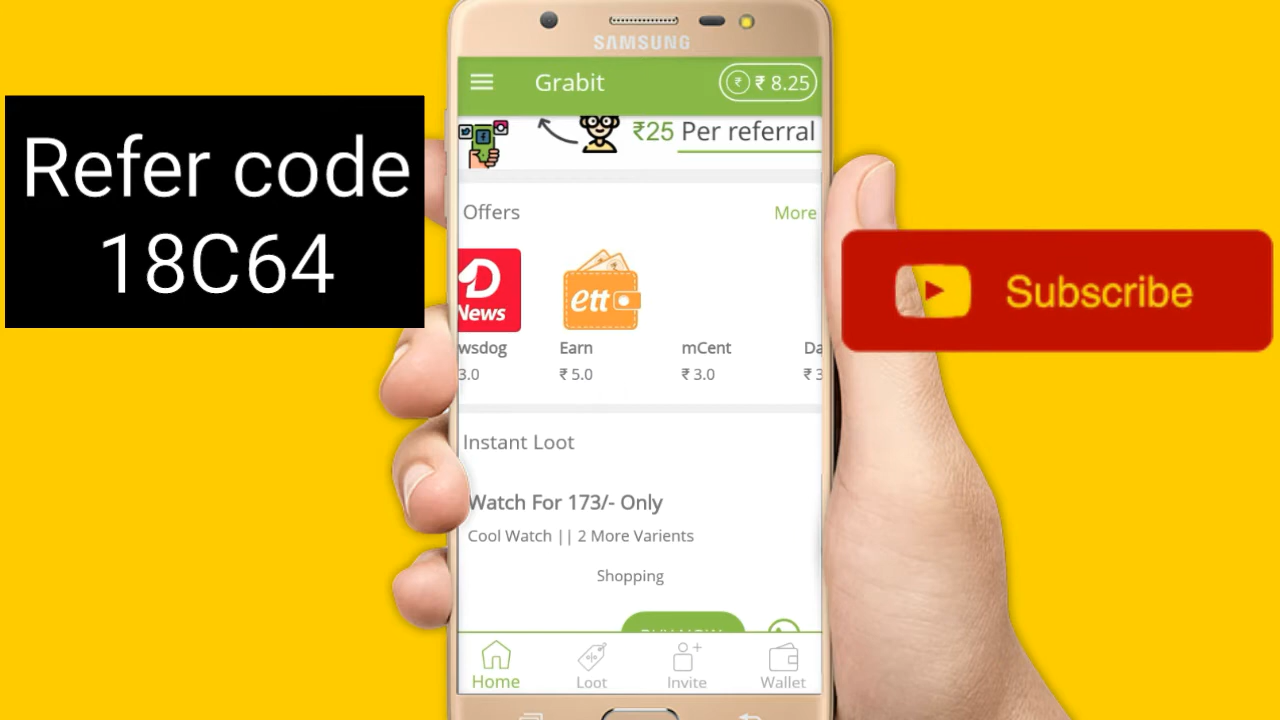 Refer code
18C64
SAMSUNG
Grabit
₹ ₹ 8.25
₹25 Per referral
Offers
More
D
News
ett
wsdog
Earn
mCent
Da
3.0
₹ 5.0
₹ 3.0
₹ 3
Instant Loot
Watch For 173/- Only
Cool Watch || 2 More Varients
Shopping
Home
Loot
Invite
Wallet
Subscribe